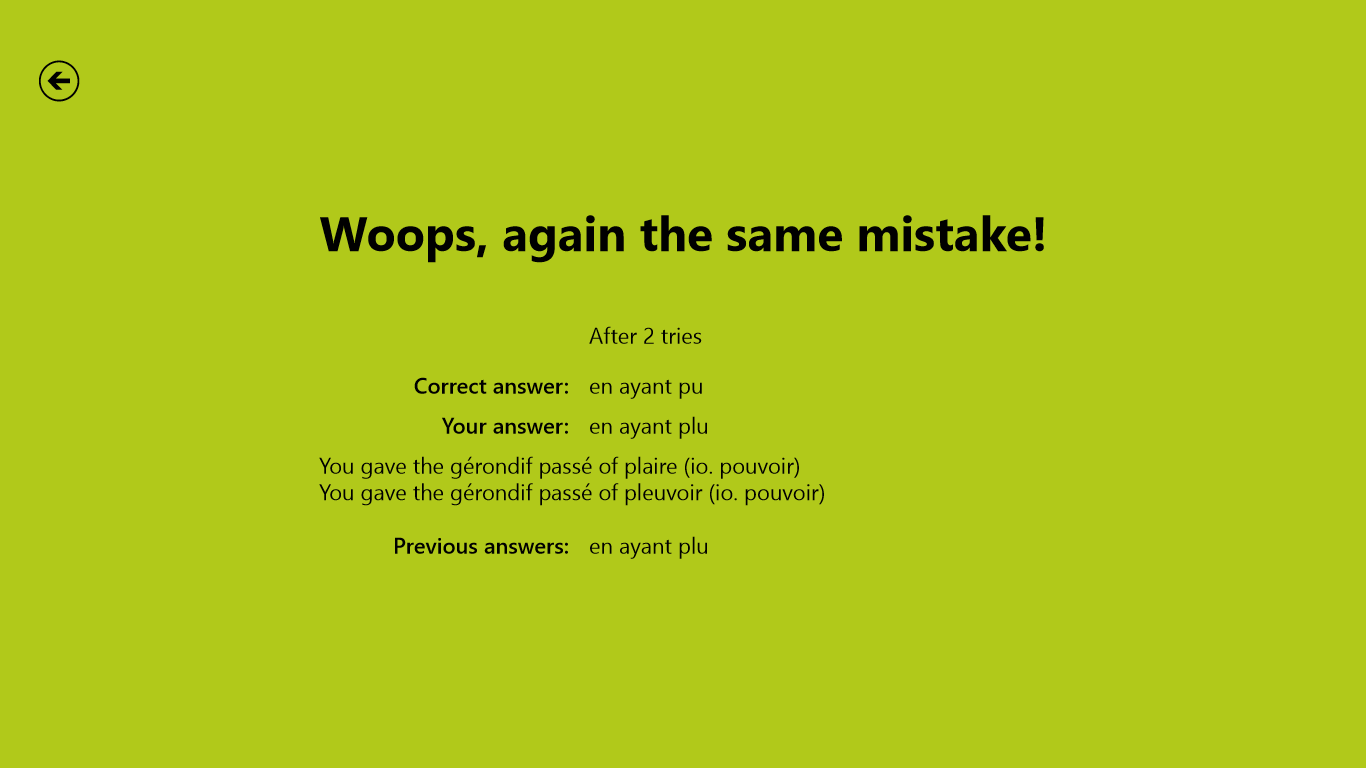 Woops, again the same mistake!
After 2 tries
Correct answer: en ayant pu
Your answer: en ayant plu
You gave the gérondif passé of plaire (io. pouvoir)
You gave the gérondif passé of pleuvoir (io. pouvoir)
Previous answers: en ayant plu